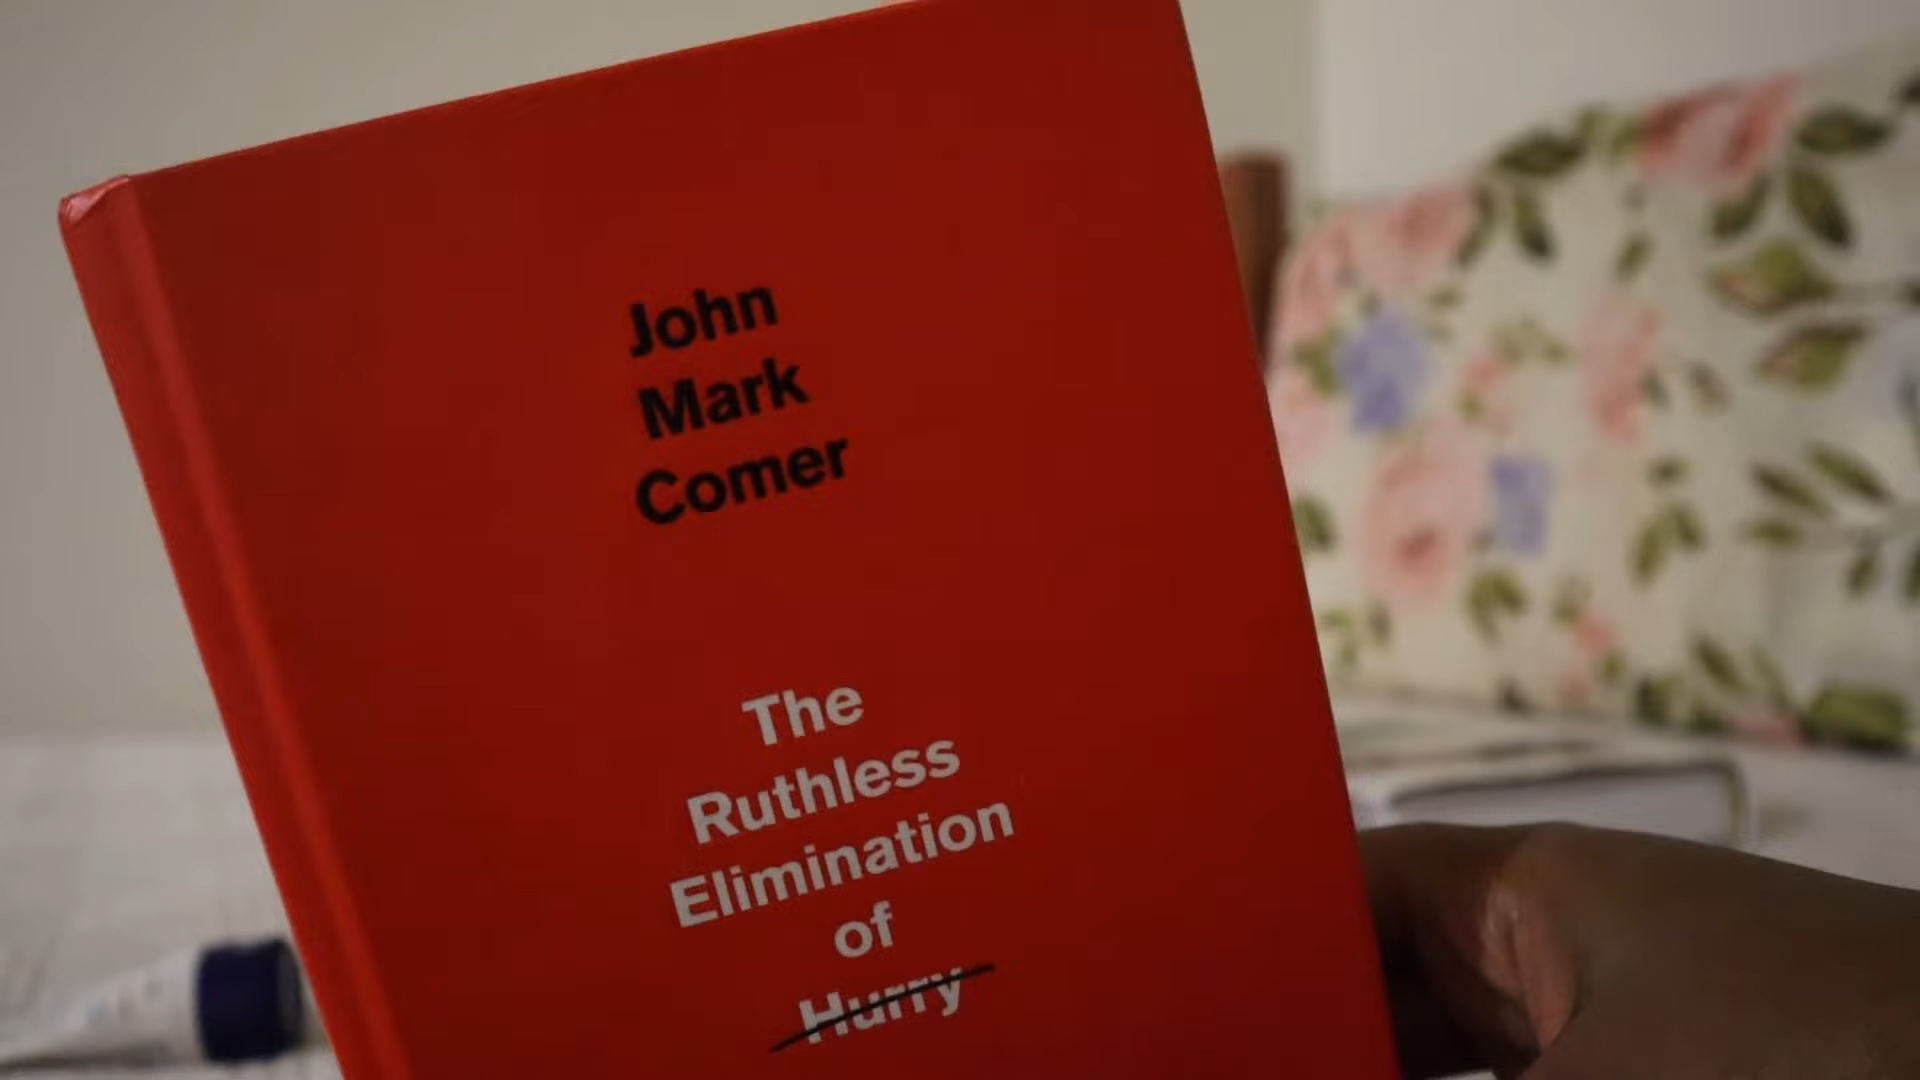 John
Mark
Comer
The
Ruthless
Elimination
of
Hurry